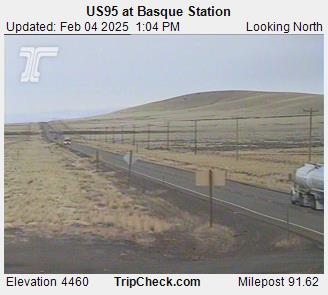 US95 at Basque Station
Updated: Feb 04 2025 1:04 PM Looking North
Elevation 4460 TripCheck.com Milepost 91.62